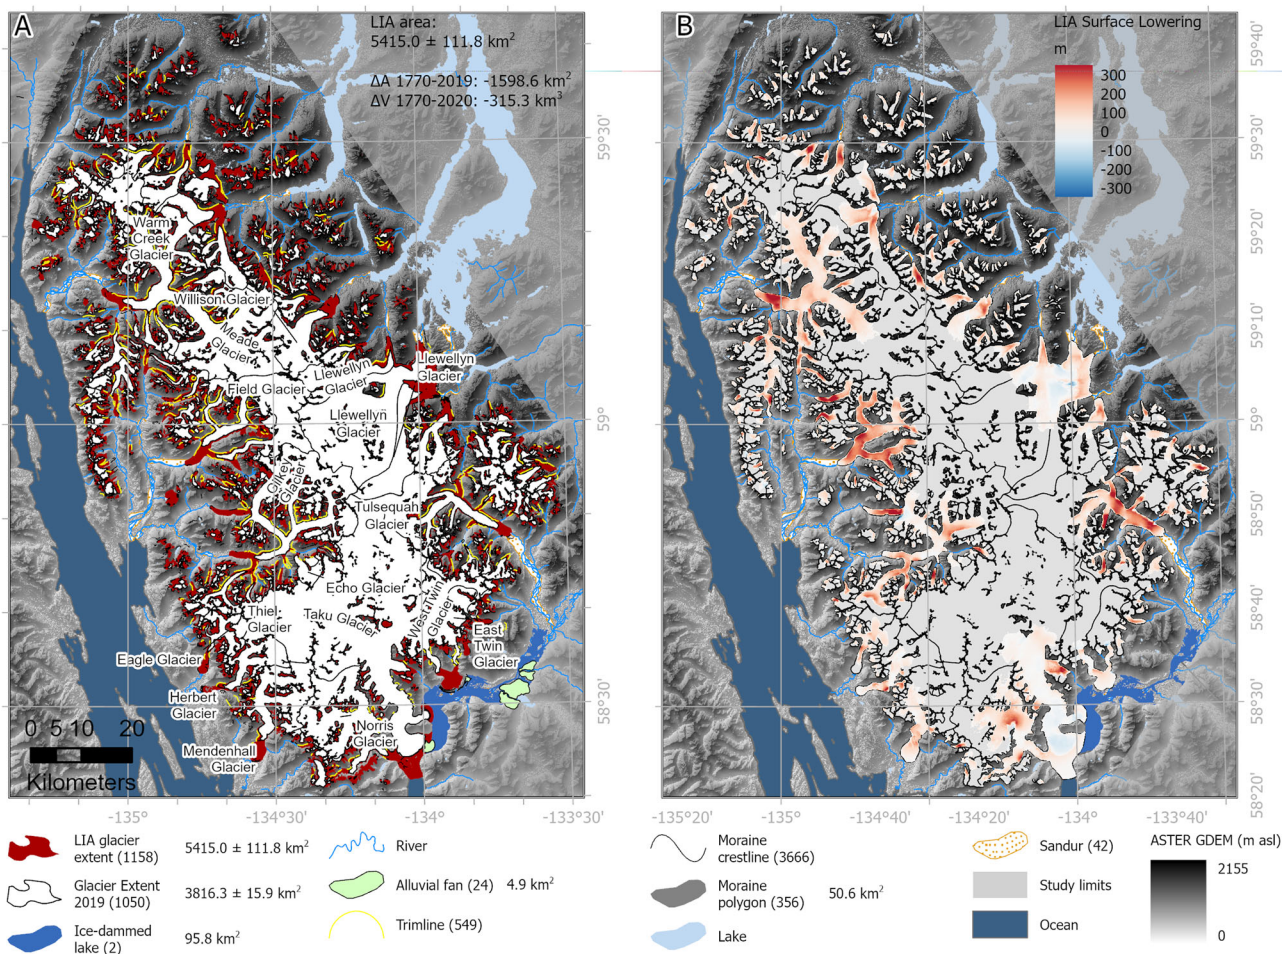 A
LIA area:
5415.0 ± 111.8 km²
ΔA 1770-2019: -1598.6 km²
ΔV 1770-2020: -315.3 km³
Warm
Creek
Glacier
Willison Glacier
Meade
Glacier
Llewellyn
Glacier
Llewellyn
Glacier
Field Glacier
Llewellyn
Glacier
Gilkey
Glacier
Tulsequah
Glacier
Echo Glacier
Thiel
Glacier
Taku Glacier
West Twin
Glacier
East
Twin
Glacier
Eagle Glacier
Herbert
Glacier
Norris
Glacier
Mendenhall
Glacier
0 5 10 20
Kilometers
59°30'
59°
58°30'
-135°
-134°30'
-134°
-133°30'
B
LIA Surface Lowering
m
300
200
100
0
-100
-200
-300
59°40'
59°30'
59°20'
59°10'
59°
58°50'
58°40'
58°30'
58°20'
-135°20'
-135°
-134°40'
-134°20'
-134°
-133°40'
LIA glacier
extent (1158)
5415.0 ± 111.8 km²
Glacier Extent
2019 (1050)
3816.3 ± 15.9 km²
Ice-dammed
lake (2)
95.8 km²
River
Alluvial fan (24) 4.9 km²
Trimline (549)
Moraine
crestline (3666)
Moraine
polygon (356)
50.6 km²
Lake
Sandur (42)
Study limits
Ocean
ASTER GDEM (m asl)
2155
0